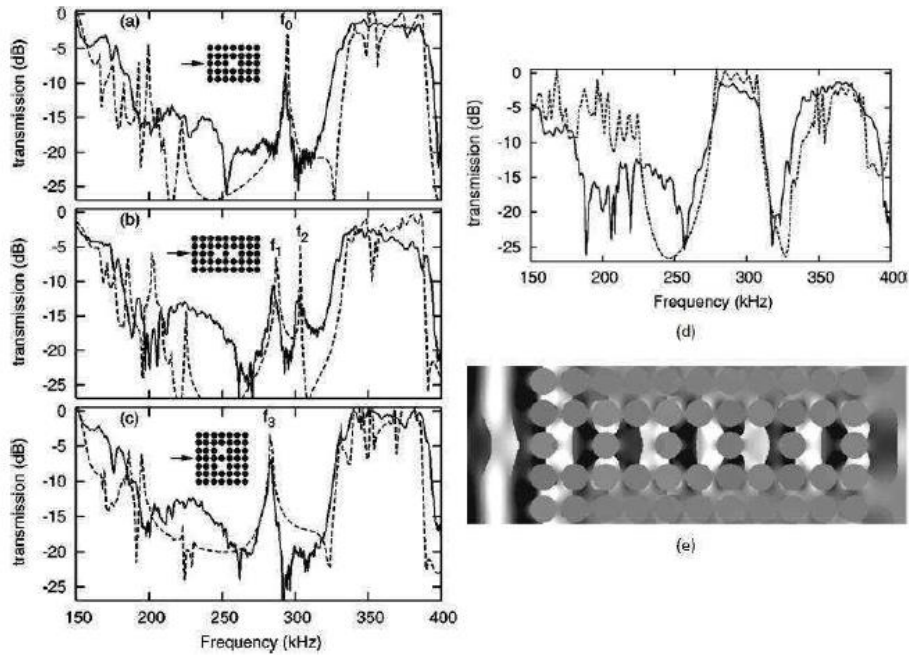 (a)
f0
transmission (dB)
0
-5
-10
-15
-20
-25
(b)
f1
f2
transmission (dB)
0
-5
-10
-15
-20
-25
(c)
f3
transmission (dB)
0
-5
-10
-15
-20
-25
150 200 250 300 350 400
Frequency (kHz)
transmission (dB)
0
-5
-10
-15
-20
-25
150 200 250 300 350 400
Frequency (kHz)
(d)
(e)